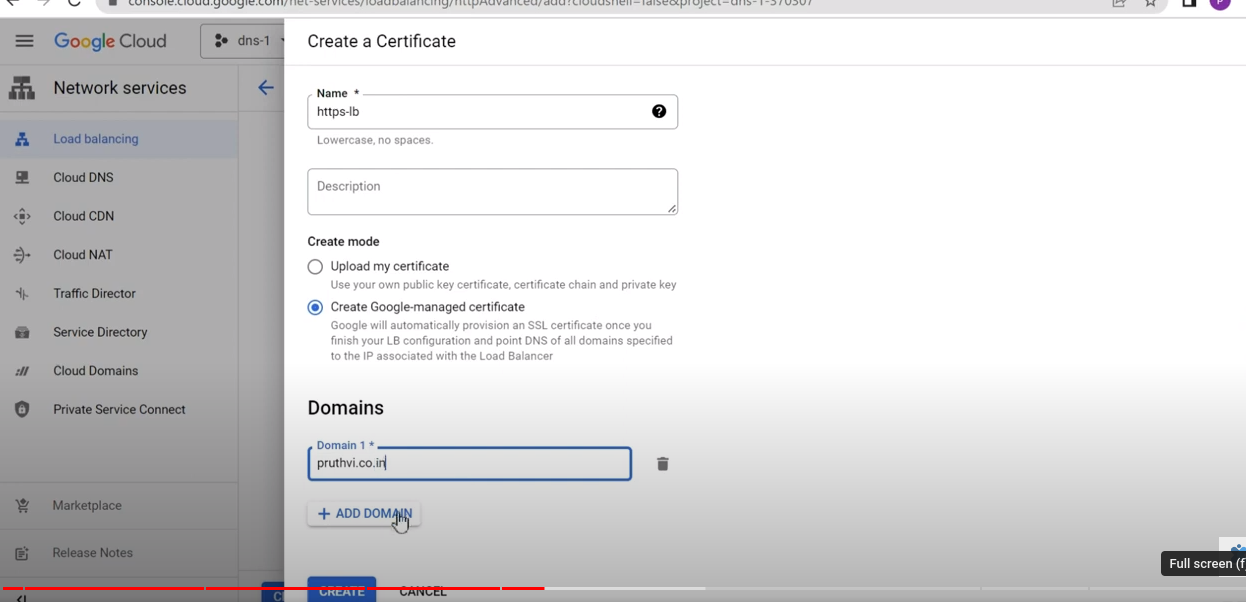 console.cloud.google.com/net-services/loadbalancing/httpAdvanced/add?cloudshell=false&project=dns-1-370307
P
Google Cloud
dns-1
Create a Certificate
Network services
Load balancing
Cloud DNS
Cloud CDN
Cloud NAT
Traffic Director
Service Directory
Cloud Domains
Private Service Connect
Marketplace
Release Notes
Name *
https-lb
Lowercase, no spaces.
Description
Create mode
Upload my certificate
Use your own public key certificate, certificate chain and private key
Create Google-managed certificate
Google will automatically provision an SSL certificate once you
finish your LB configuration and point DNS of all domains specified
to the IP associated with the Load Balancer
Domains
Domain 1 *
pruthvi.co.in
+ ADD DOMAIN
CREATE
CANCEL
Full screen (f